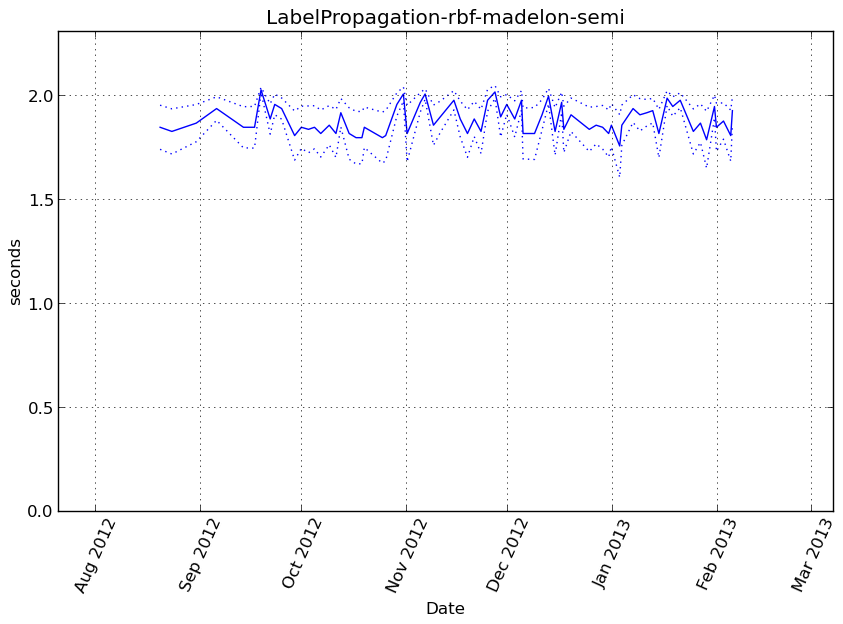 LabelPropagation-rbf-madelon-semi
2.0
1.5
1.0
0.5
0.0
seconds
Aug 2012
Sep 2012
Oct 2012
Nov 2012
Dec 2012
Jan 2013
Feb 2013
Mar 2013
Date